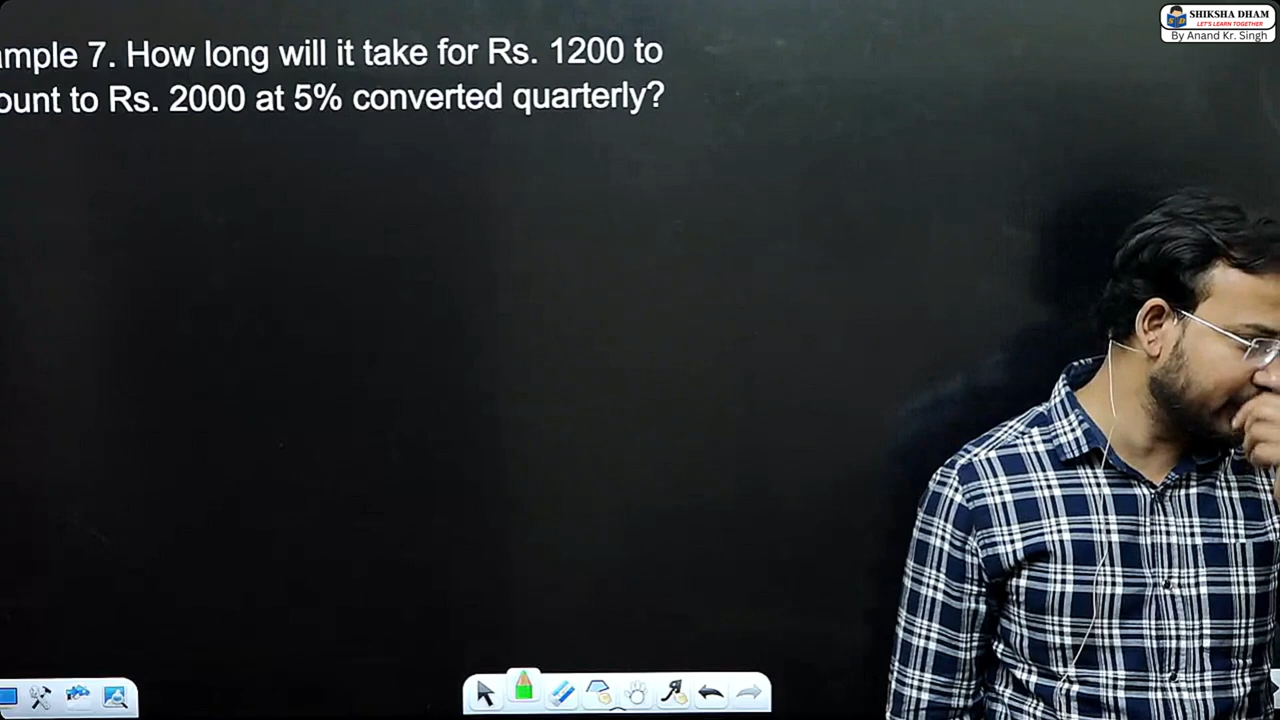 SHIKSHA DHAM
LET'S LEARN TOGETHER
By Anand Kr. Singh
mple 7. How long will it take for Rs. 1200 to
ount to Rs. 2000 at 5% converted quarterly?